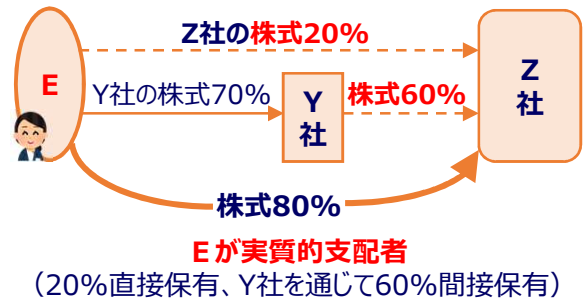 Z社の株式20%
E
Y社の株式70%
Y社
株式60%
Z社
株式80%
Eが実質的支配者
（20%直接保有、Y社を通じて60%間接保有）